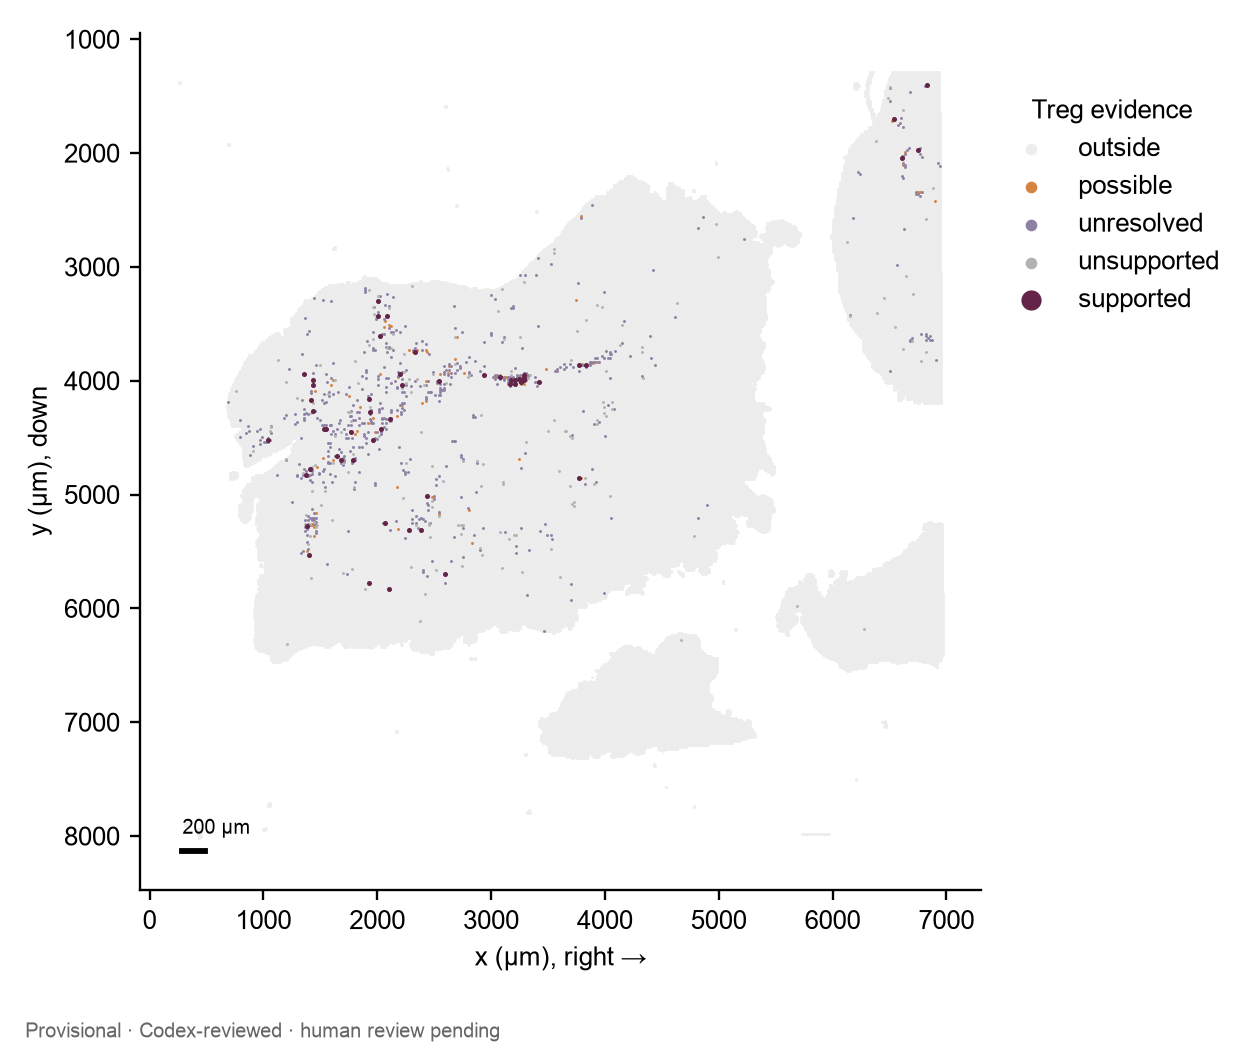 1000
2000
3000
4000
5000
6000
7000
8000
y (µm), down
0 1000 2000 3000 4000 5000 6000 7000
x (µm), right →
200 µm
Treg evidence
outside
possible
unresolved
unsupported
supported
Provisional · Codex-reviewed · human review pending